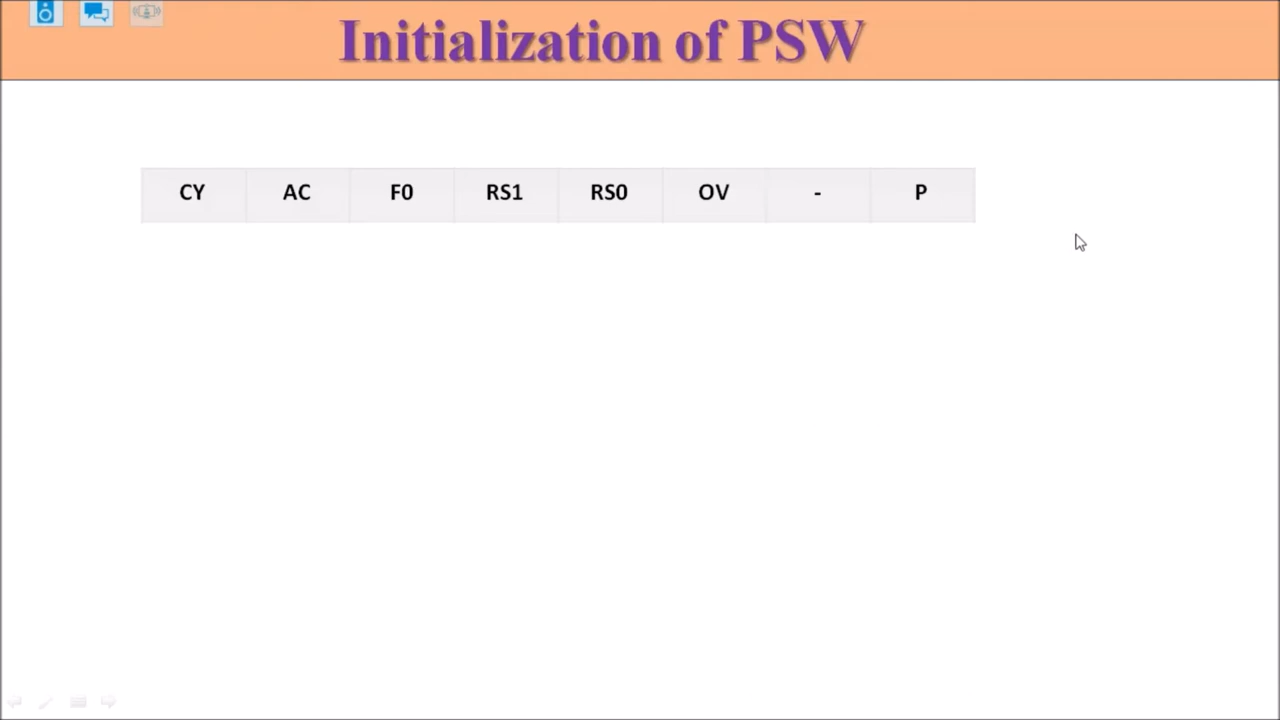 Initialization of PSW
CY AC F0 RS1 RS0 OV - P